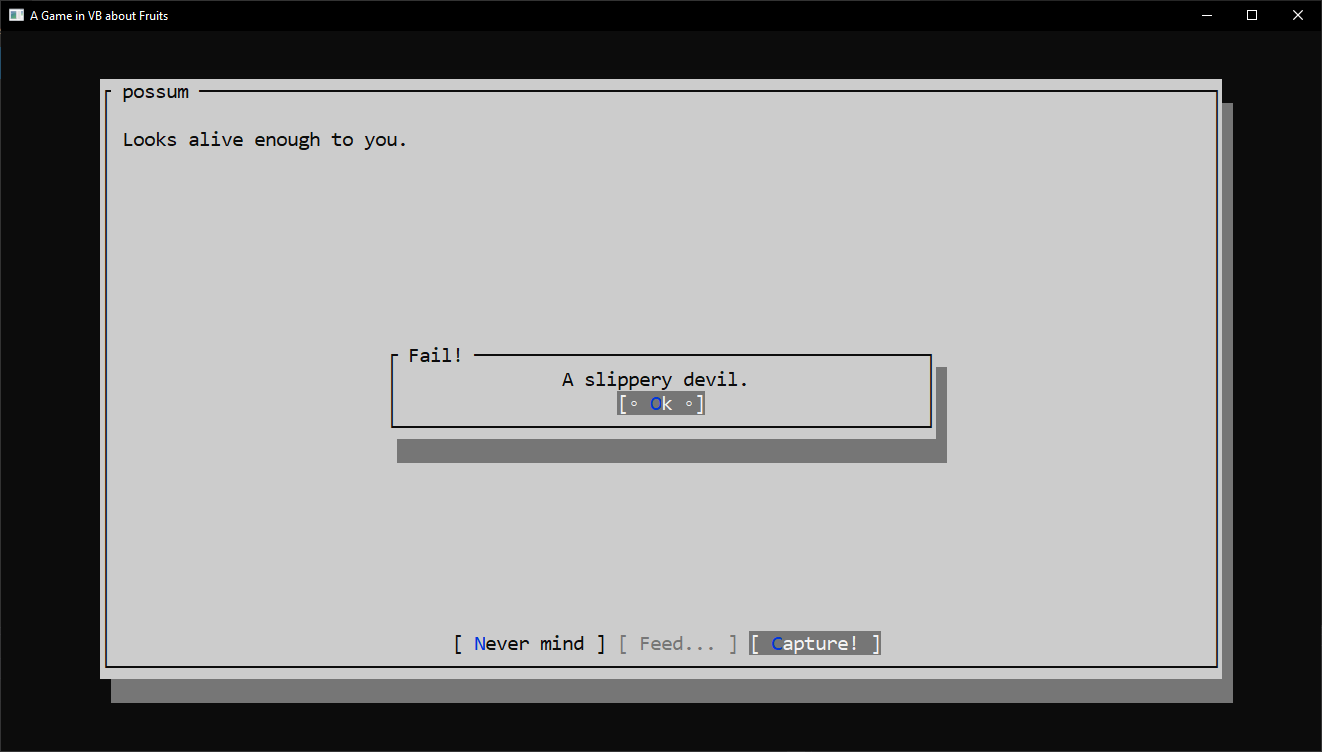 A Game in VB about Fruits
possum
Looks alive enough to you.
Fail!
A slippery devil.
[◦ Ok ◦]
[ Never mind ] [ Feed... ] [ Capture! ]